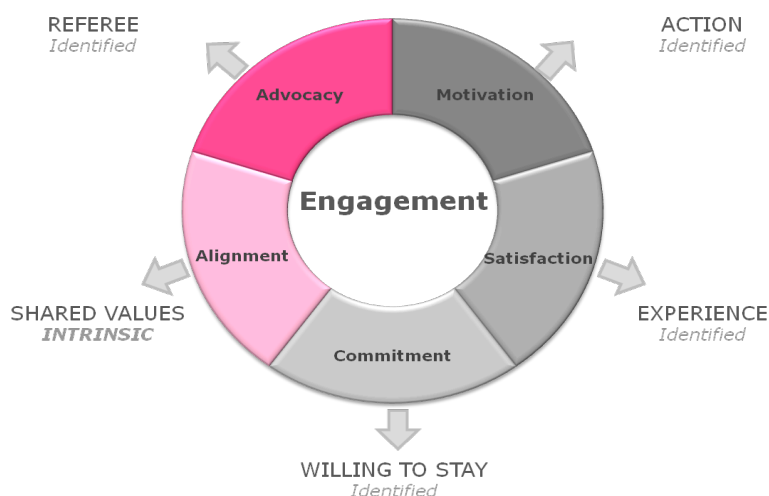 REFEREE
Identified
ACTION
Identified
Advocacy
Motivation
Engagement
Alignment
Satisfaction
SHARED VALUES
INTRINSIC
EXPERIENCE
Identified
Commitment
WILLING TO STAY
Identified